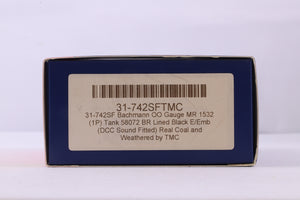 31-742SFTMC
31-742SF Bachmann OO Gauge MR 1532
(1P) Tank 58072 BR Lined Black E/Emb
(DCC Sound Fitted) Real Coal and
Weathered by TMC